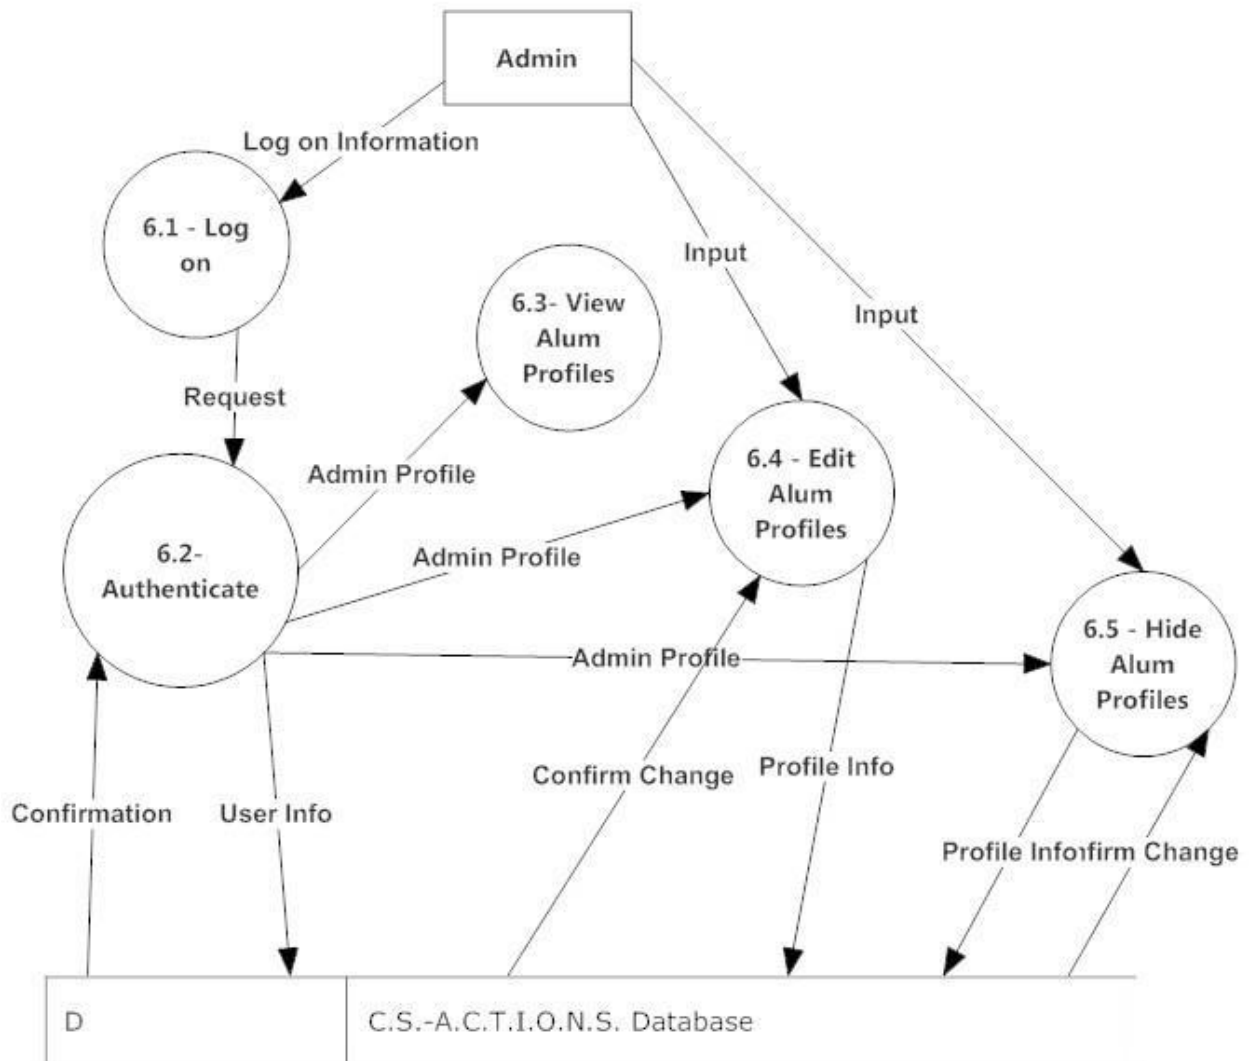 Admin
Log on Information
6.1 - Log
on
Input
6.3- View
Alum
Profiles
Input
Request
Admin Profile
6.4 - Edit
Alum
Profiles
6.2-
Authenticate
Admin Profile
Admin Profile
6.5 - Hide
Alum
Profiles
Confirm Change
Profile Info
Confirmation
User Info
Profile Info
firm Change
D
C.S.-A.C.T.I.O.N.S. Database